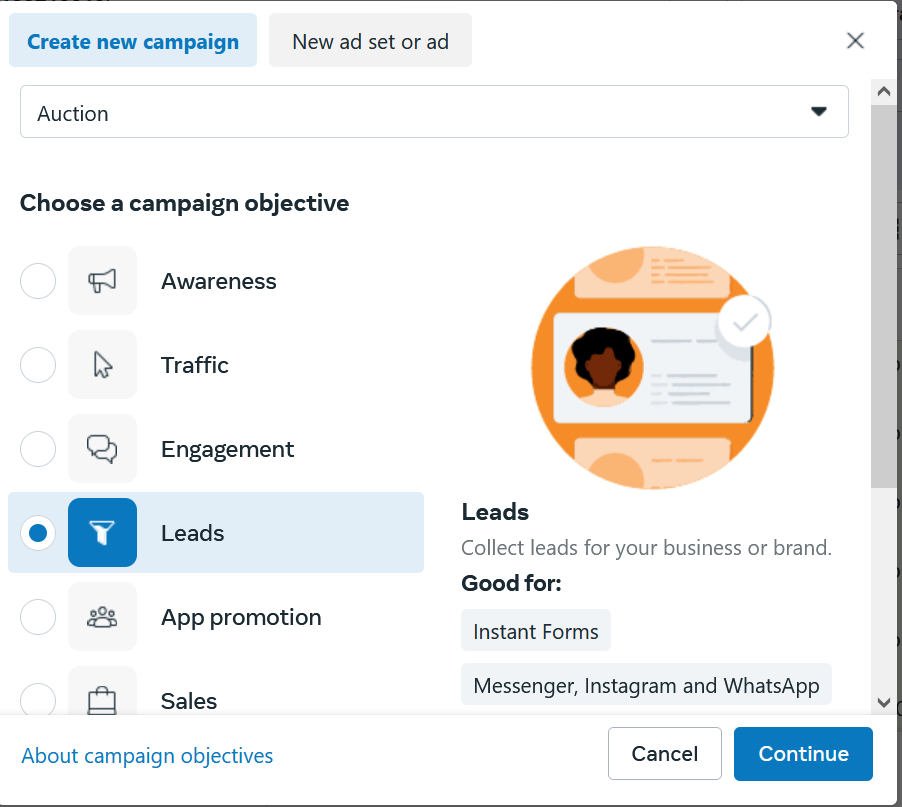 Create new campaign
New ad set or ad
Auction
Choose a campaign objective
Awareness
Traffic
Engagement
Leads
App promotion
Sales
Leads
Collect leads for your business or brand.
Good for:
Instant Forms
Messenger, Instagram and WhatsApp
About campaign objectives
Cancel
Continue